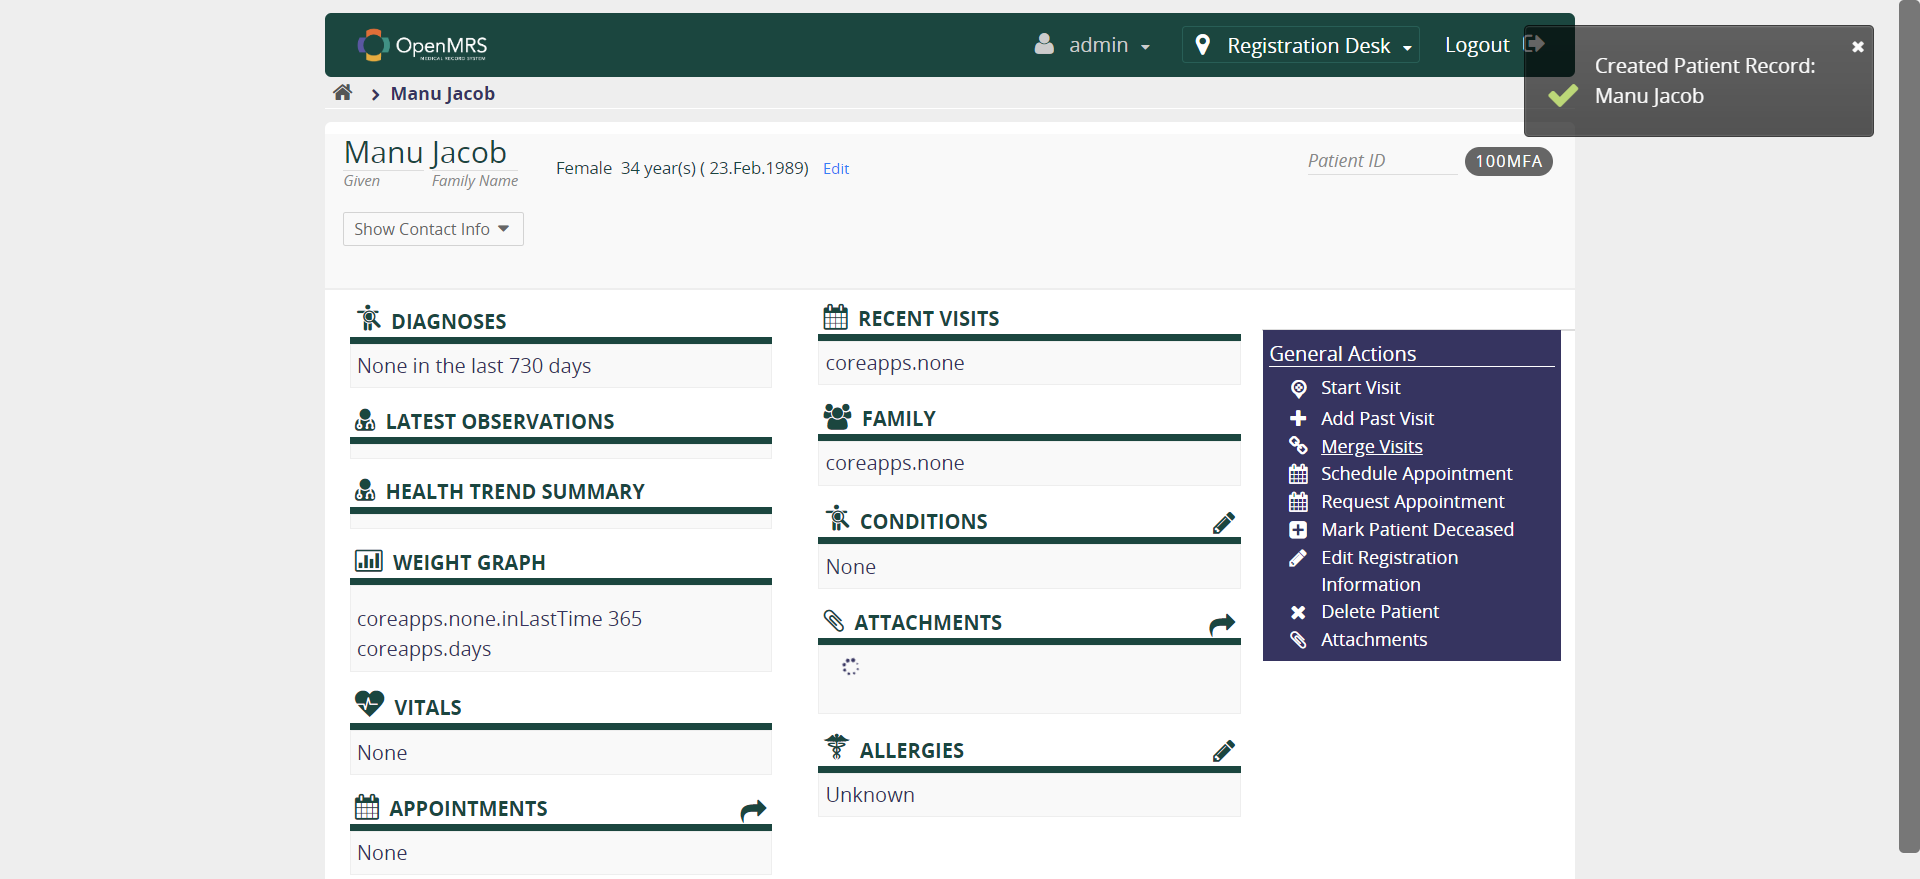 OpenMRS
MEDICAL RECORD SYSTEM
admin
Registration Desk
Logout
Created Patient Record:
Manu Jacob
Manu Jacob
Manu Jacob
Given
Family Name
Female 34 year(s) ( 23.Feb.1989) Edit
Patient ID
100MFA
Show Contact Info
DIAGNOSES
None in the last 730 days
LATEST OBSERVATIONS
HEALTH TREND SUMMARY
WEIGHT GRAPH
coreapps.none.inLastTime 365
coreapps.days
VITALS
None
APPOINTMENTS
None
RECENT VISITS
coreapps.none
FAMILY
coreapps.none
CONDITIONS
None
ATTACHMENTS
ALLERGIES
Unknown
General Actions
Start Visit
Add Past Visit
Merge Visits
Schedule Appointment
Request Appointment
Mark Patient Deceased
Edit Registration
Information
Delete Patient
Attachments